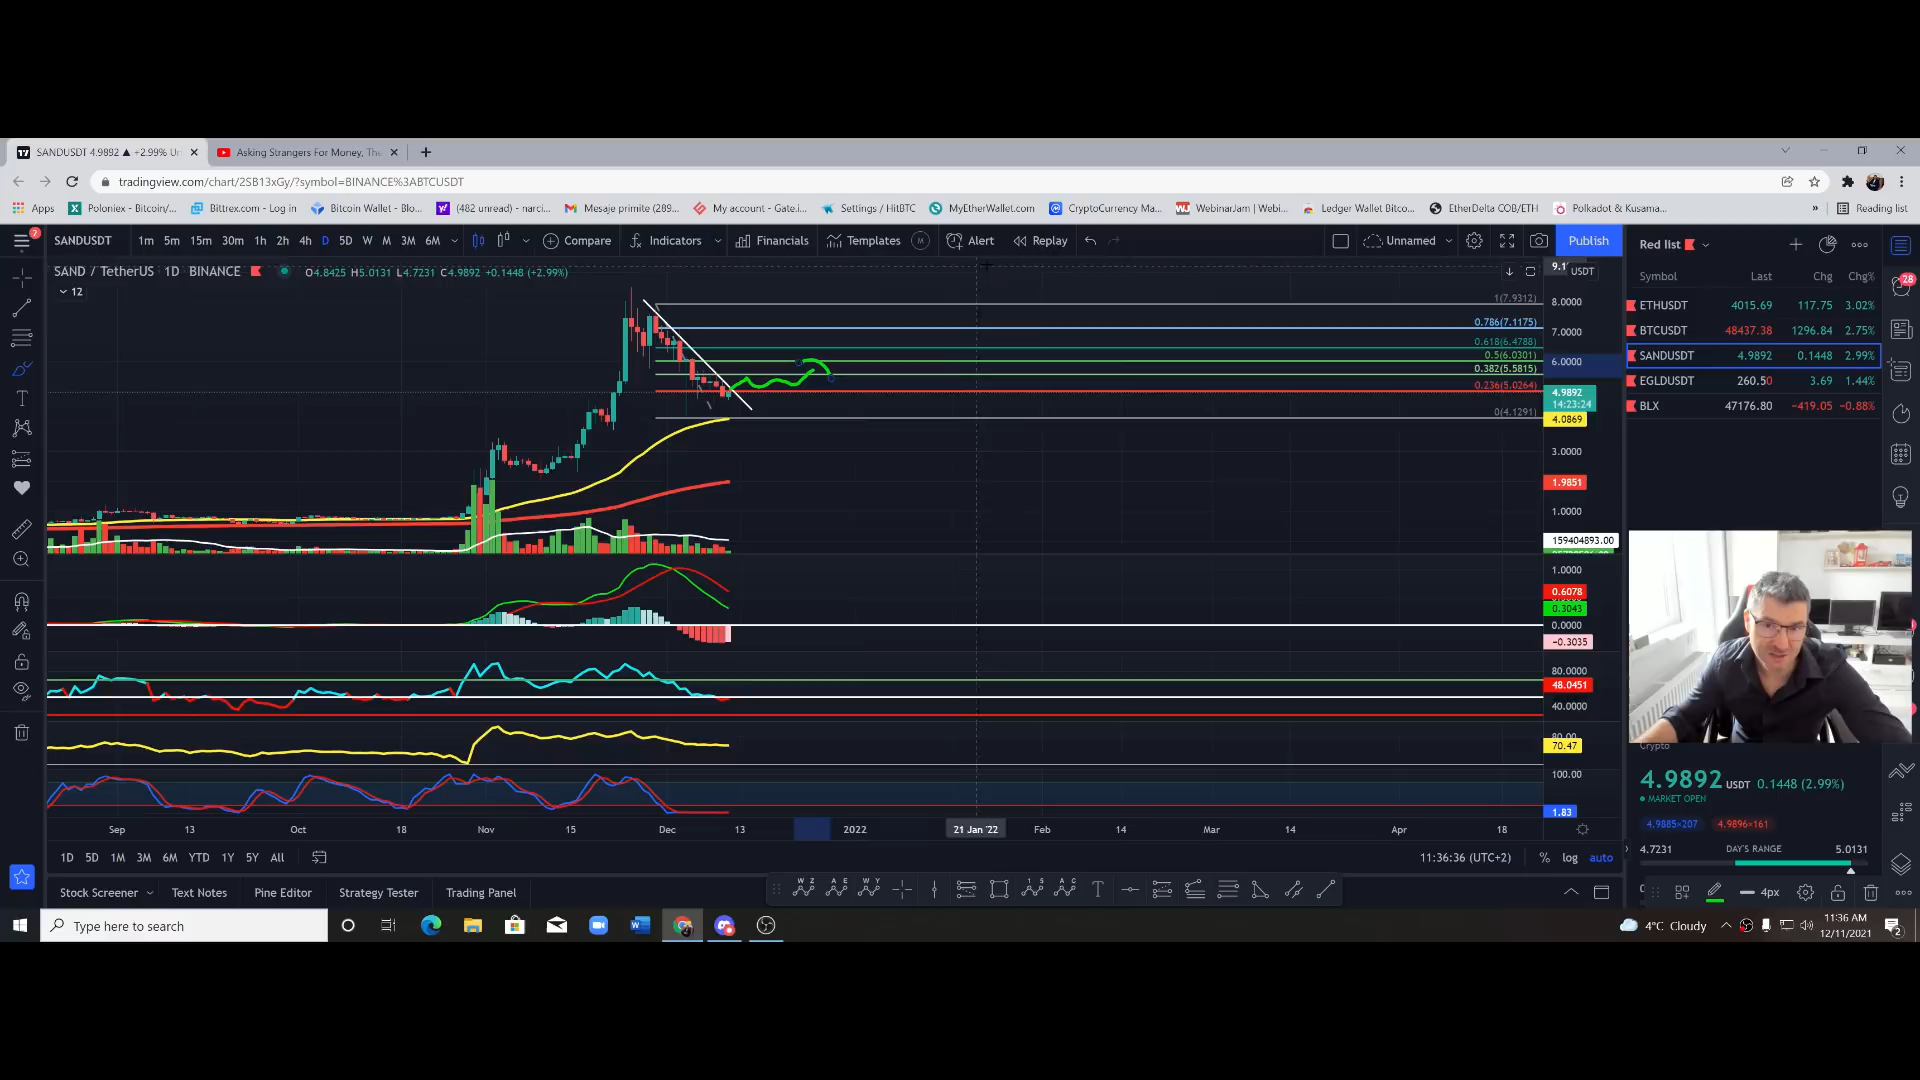 SANDUSDT 4.9892 ▲ +2.99% Un
Asking Strangers For Money, The
tradingview.com/chart/2SB13xGy/?symbol=BINANCE%3ABTCUSDT
Apps Poloniex - Bitcoin/... Bittrex.com - Log in Bitcoin Wallet - Blo... (482 unread) - narci... Mesaje primite (289... My account - Gate.i... Settings / HitBTC MyEtherWallet.com CryptoCurrency Ma... WebinarJam | Webi... Ledger Wallet Bitco... EtherDelta COB/ETH Polkadot & Kusama... » Reading list
7
SANDUSDT 1m 5m 15m 30m 1h 2h 4h D 5D W M 3M 6M Compare Indicators Financials Templates M Alert Replay Unnamed Publish
SAND / TetherUS 1D BINANCE O4.8425 H5.0131 L4.7231 C4.9892 +0.1448 (+2.99%)
12
1(7.9312)
0.786(7.1175)
0.618(6.4788)
0.5(6.0301)
0.382(5.5815)
0.236(5.0264)
0(4.1291)
USDT
8.0000
7.0000
6.0000
4.9892
14:23:24
4.0869
3.0000
1.9851
1.0000
159404893.00
1.0000
0.6078
0.3043
0.0000
−0.3035
80.0000
48.0451
40.0000
70.47
100.00
1.83
Sep 13 Oct 18 Nov 15 Dec 13 2022 21 Jan '22 Feb 14 Mar 14 Apr 18
1D 5D 1M 3M 6M YTD 1Y 5Y All
11:36:36 (UTC+2) % log auto
Stock Screener Text Notes Pine Editor Strategy Tester Trading Panel
Red list
Symbol Last Chg Chg%
ETHUSDT 4015.69 117.75 3.02%
BTCUSDT 48437.38 1296.84 2.75%
SANDUSDT 4.9892 0.1448 2.99%
EGLDUSDT 260.50 3.69 1.44%
BLX 47176.80 −419.05 −0.88%
28
Crypto
4.9892 USDT 0.1448 (2.99%)
MARKET OPEN
4.9885×207 4.9896×161
4.7231 DAY'S RANGE 5.0131
4px
Type here to search
4°C Cloudy
11:36 AM
12/11/2021
2